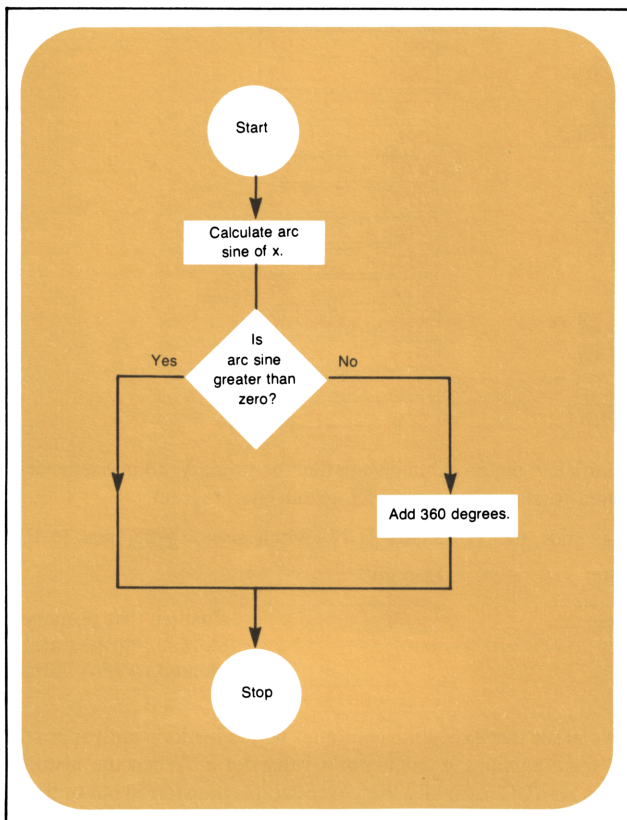 Start
Calculate arc
sine of x.
Is
arc sine
greater than
zero?
Yes
No
Add 360 degrees.
Stop